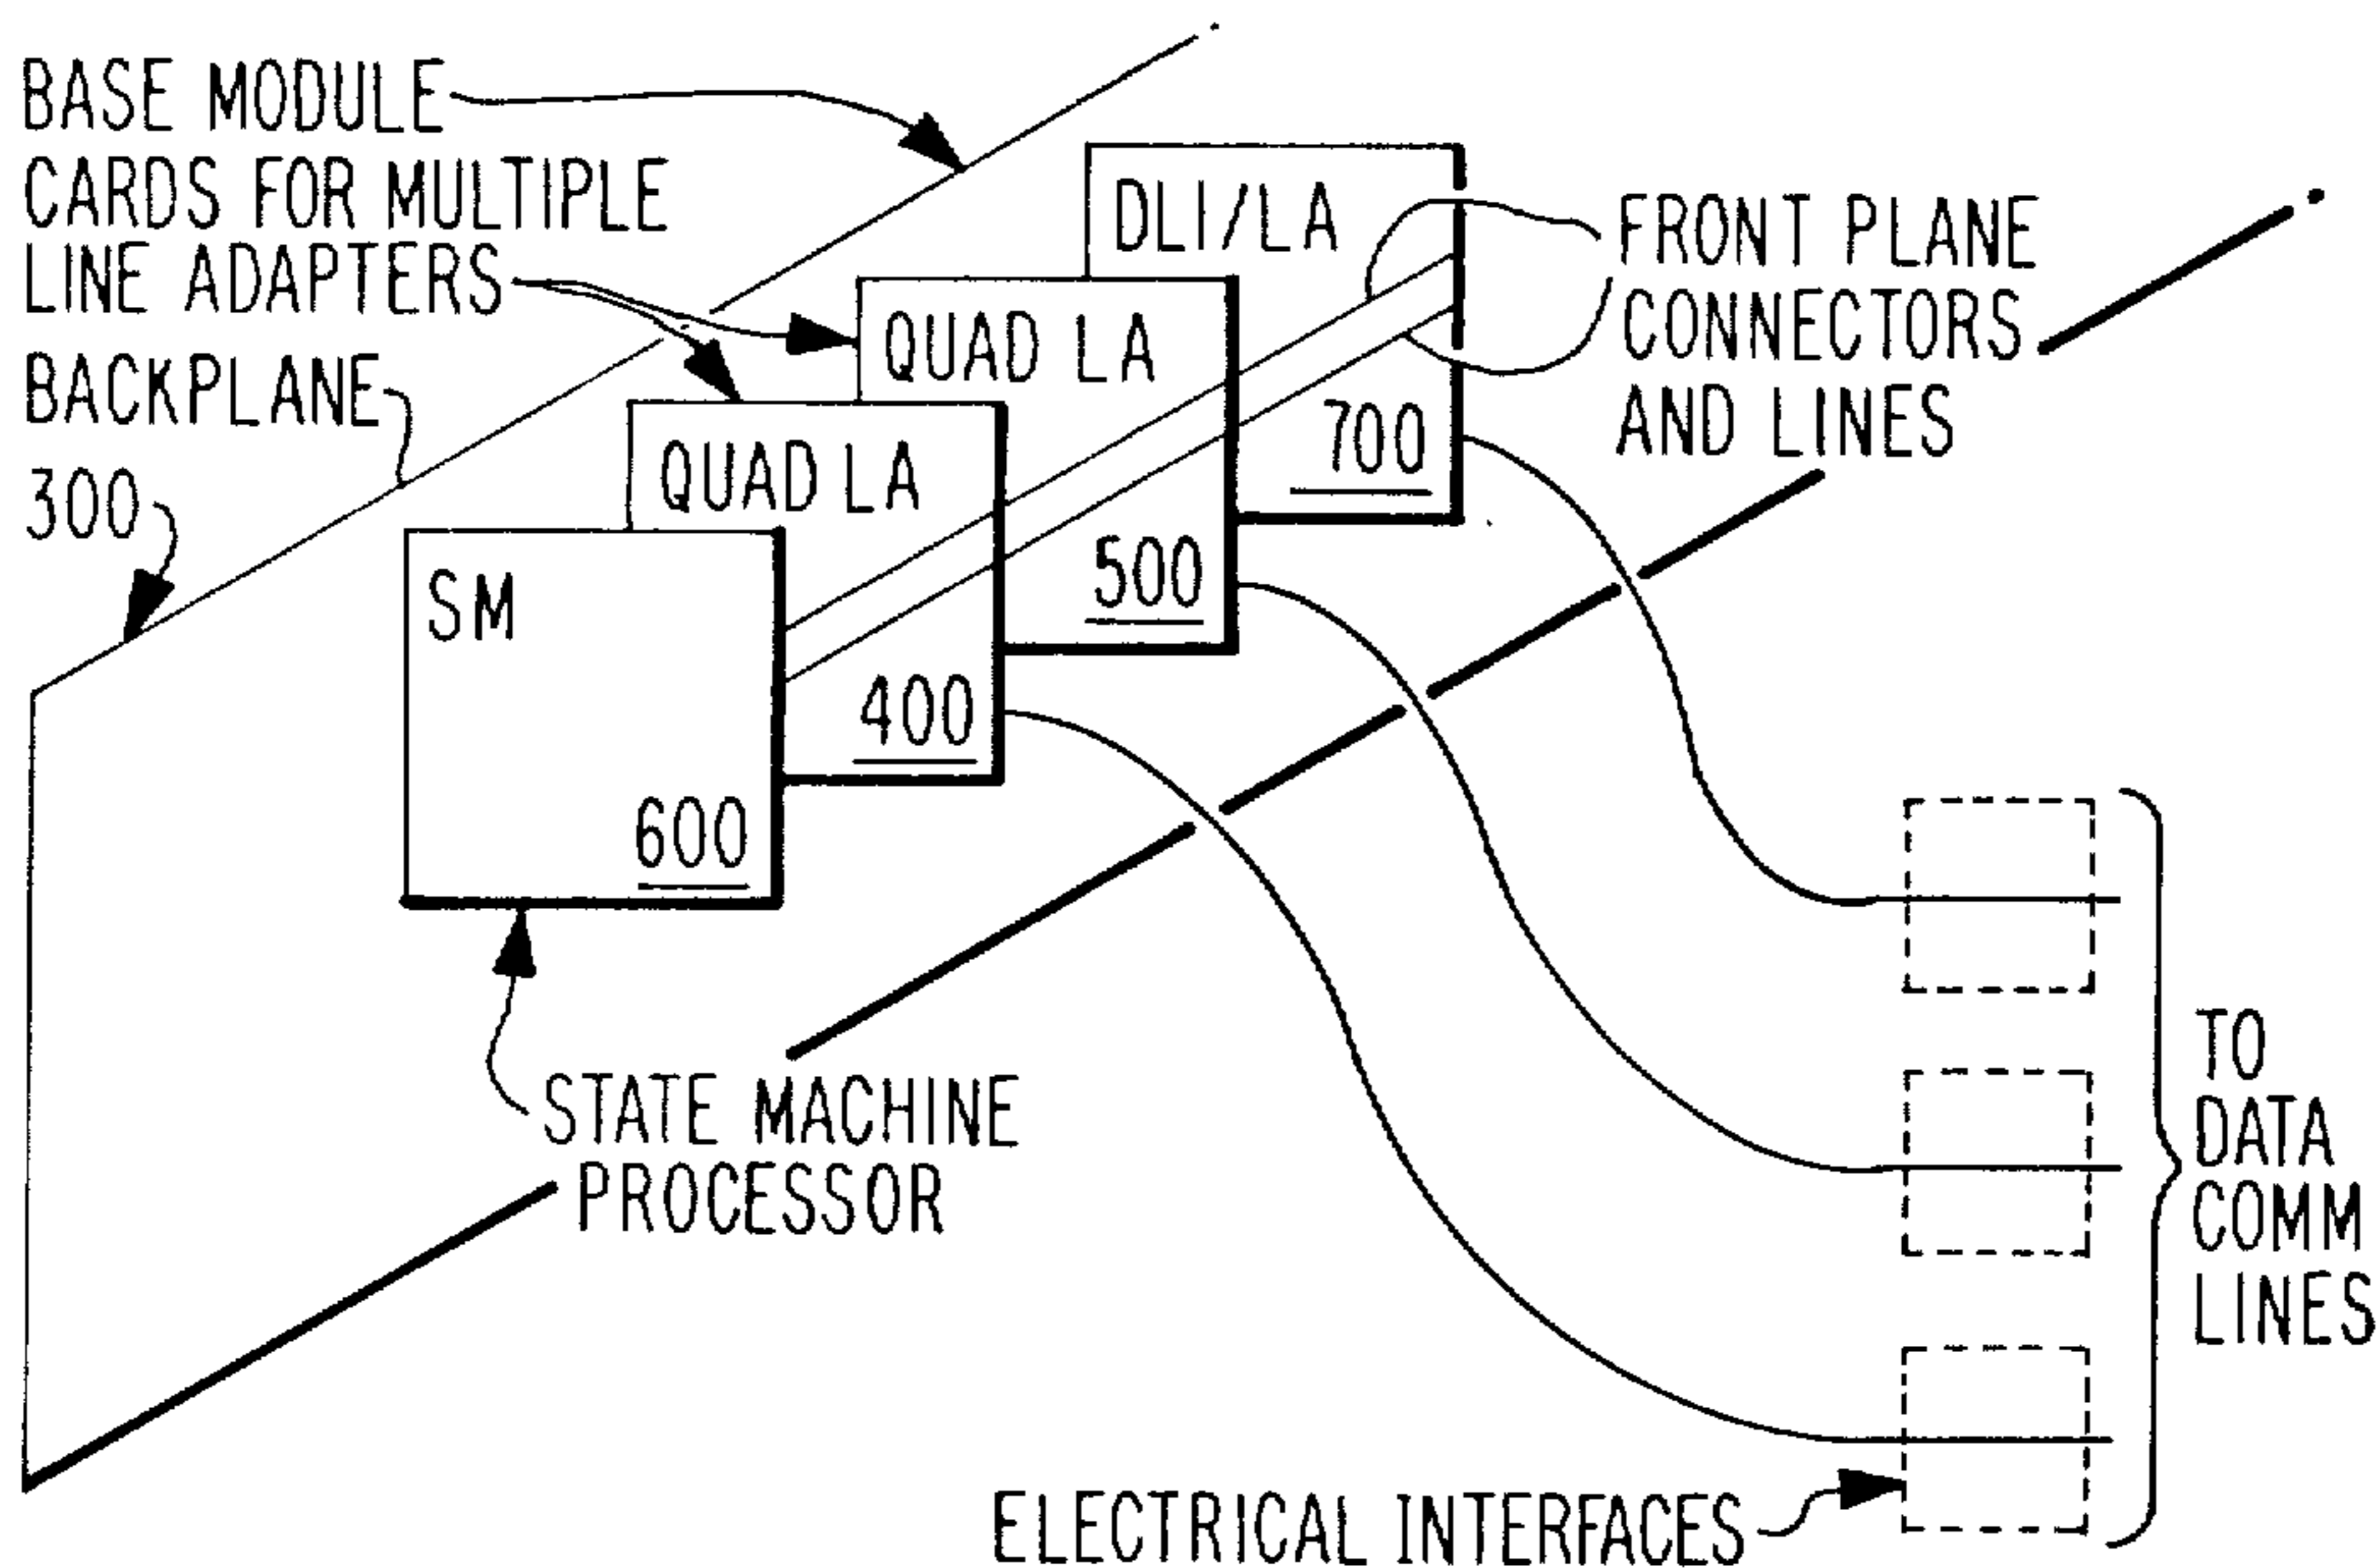 BASE MODULE
CARDS FOR MULTIPLE
LINE ADAPTERS
BACKPLANE
300
DLI/LA
700
QUAD LA
500
QUAD LA
400
SM
600
FRONT PLANE
CONNECTORS
AND LINES
STATE MACHINE
PROCESSOR
TO
DATA
COMM
LINES
ELECTRICAL INTERFACES